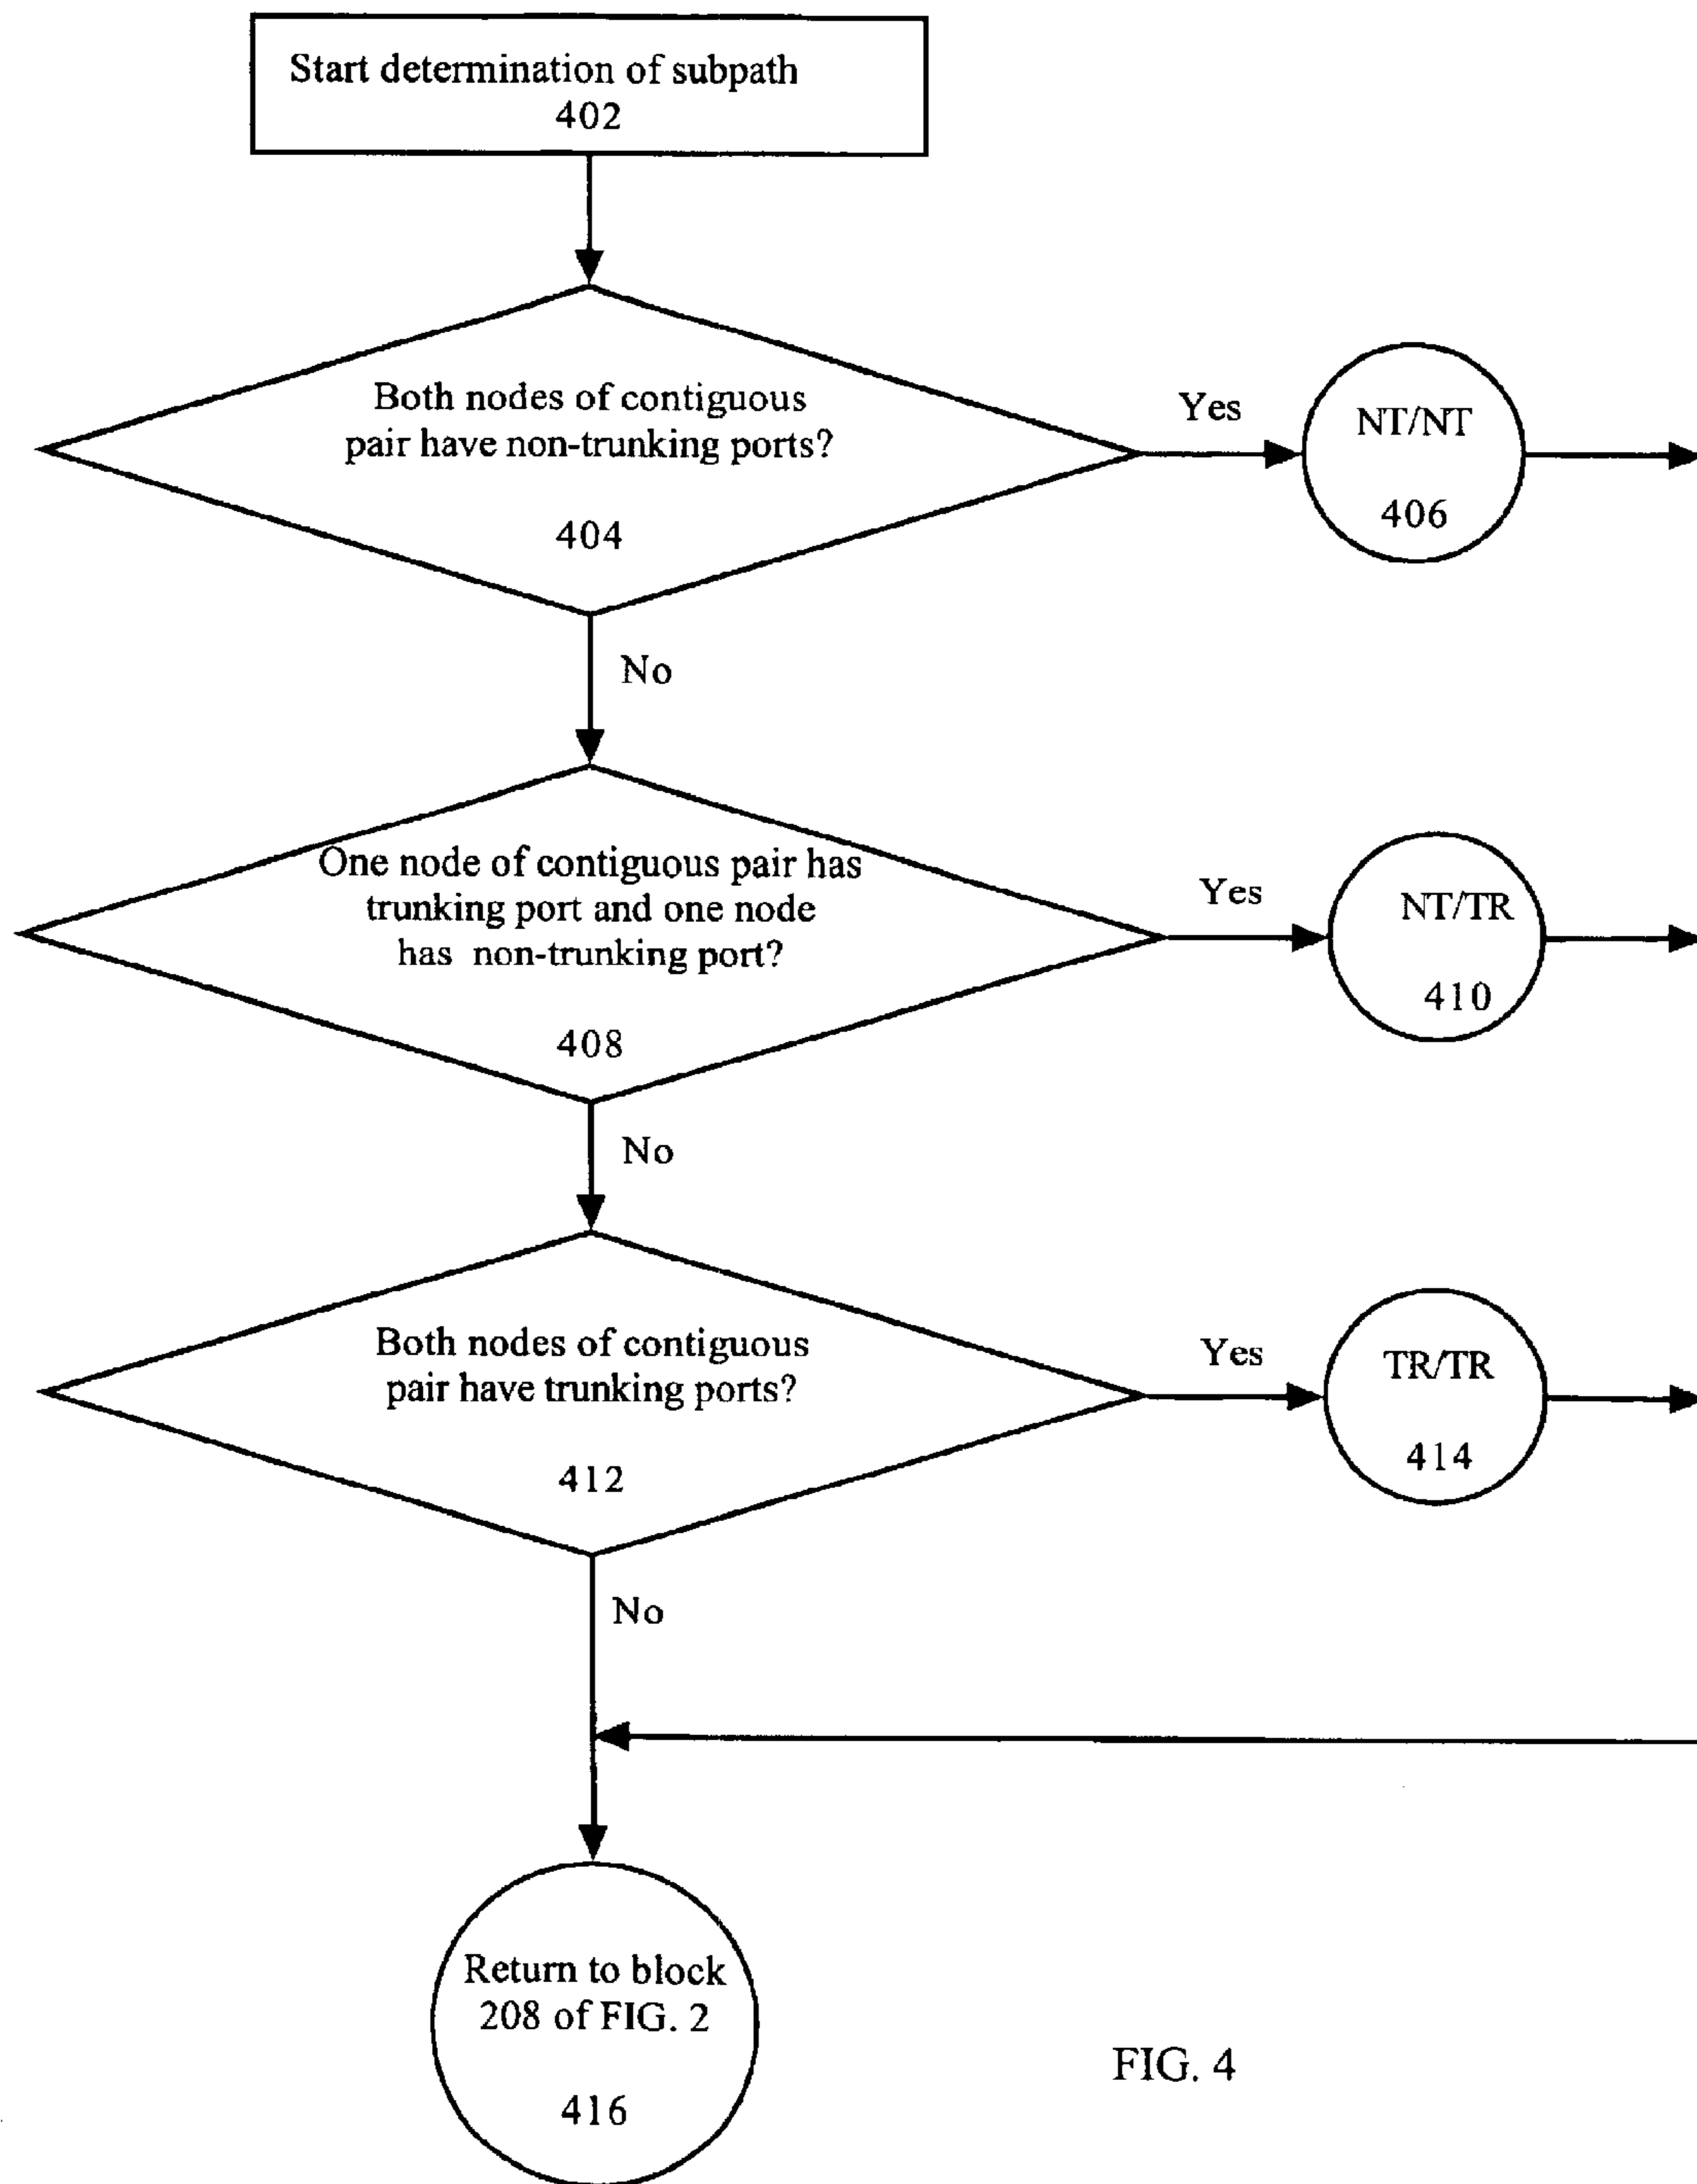 Start determination of subpath
402
Both nodes of contiguous
pair have non-trunking ports?
404
Yes
NT/NT
406
No
One node of contiguous pair has
trunking port and one node
has non-trunking port?
408
Yes
NT/TR
410
No
Both nodes of contiguous
pair have trunking ports?
412
Yes
TR/TR
414
No
Return to block
208 of FIG. 2
416
FIG. 4